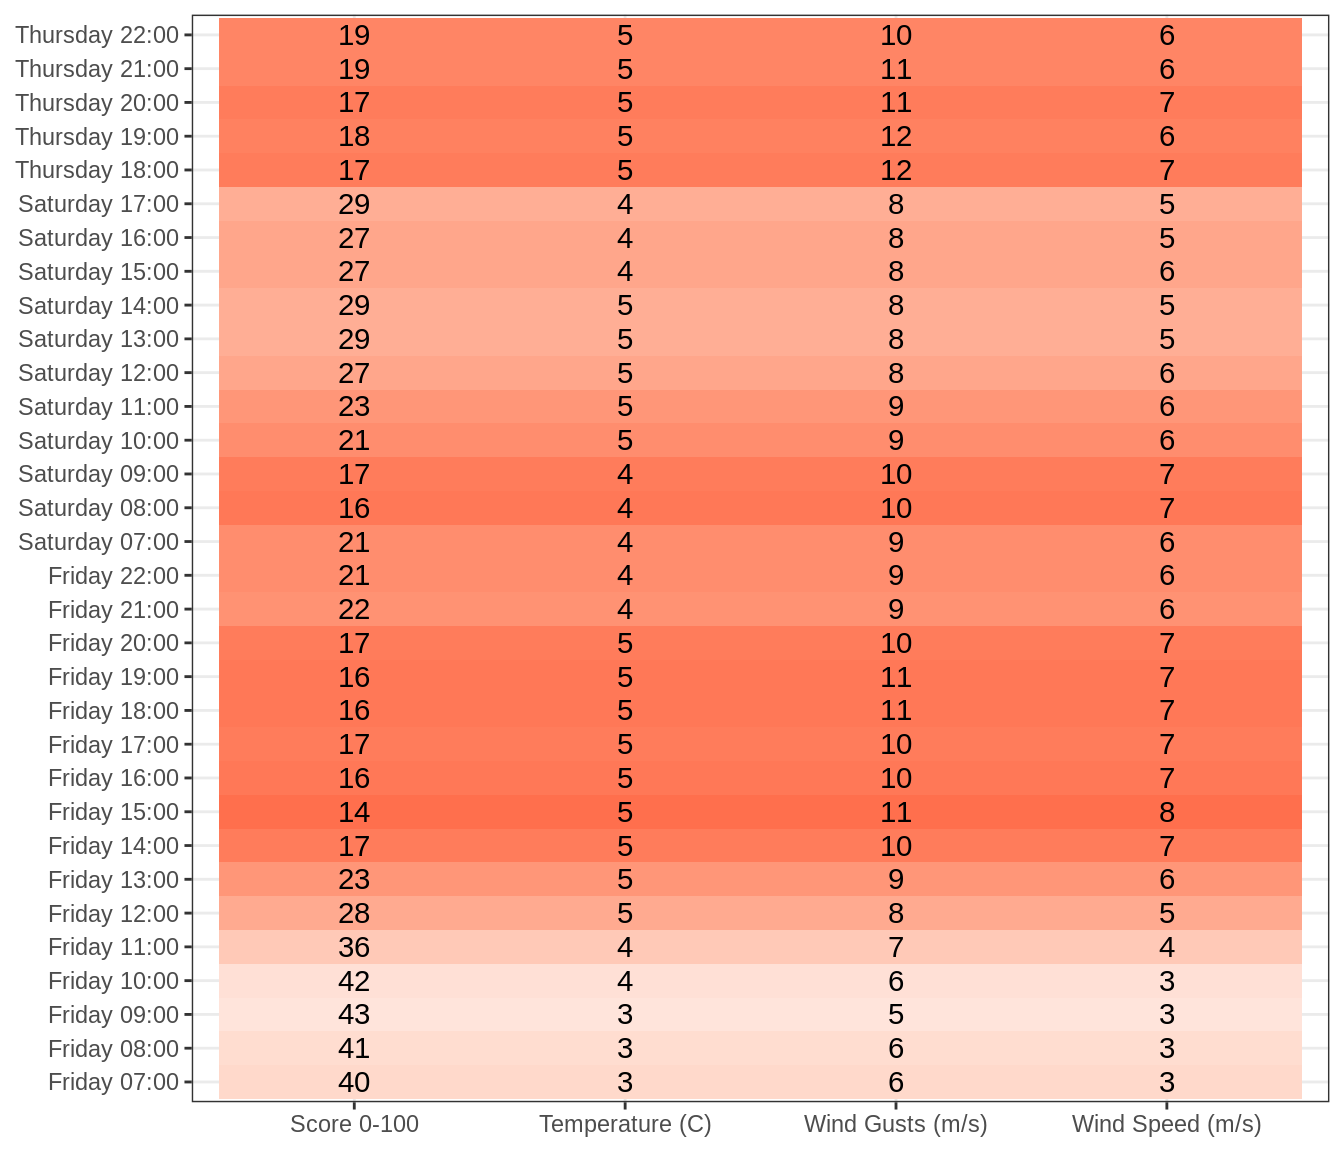 Thursday 22:00 19 5 10 6
Thursday 21:00 19 5 11 6
Thursday 20:00 17 5 11 7
Thursday 19:00 18 5 12 6
Thursday 18:00 17 5 12 7
Saturday 17:00 29 4 8 5
Saturday 16:00 27 4 8 5
Saturday 15:00 27 4 8 6
Saturday 14:00 29 5 8 5
Saturday 13:00 29 5 8 5
Saturday 12:00 27 5 8 6
Saturday 11:00 23 5 9 6
Saturday 10:00 21 5 9 6
Saturday 09:00 17 4 10 7
Saturday 08:00 16 4 10 7
Saturday 07:00 21 4 9 6
Friday 22:00 21 4 9 6
Friday 21:00 22 4 9 6
Friday 20:00 17 5 10 7
Friday 19:00 16 5 11 7
Friday 18:00 16 5 11 7
Friday 17:00 17 5 10 7
Friday 16:00 16 5 10 7
Friday 15:00 14 5 11 8
Friday 14:00 17 5 10 7
Friday 13:00 23 5 9 6
Friday 12:00 28 5 8 5
Friday 11:00 36 4 7 4
Friday 10:00 42 4 6 3
Friday 09:00 43 3 5 3
Friday 08:00 41 3 6 3
Friday 07:00 40 3 6 3
Score 0-100 Temperature (C) Wind Gusts (m/s) Wind Speed (m/s)